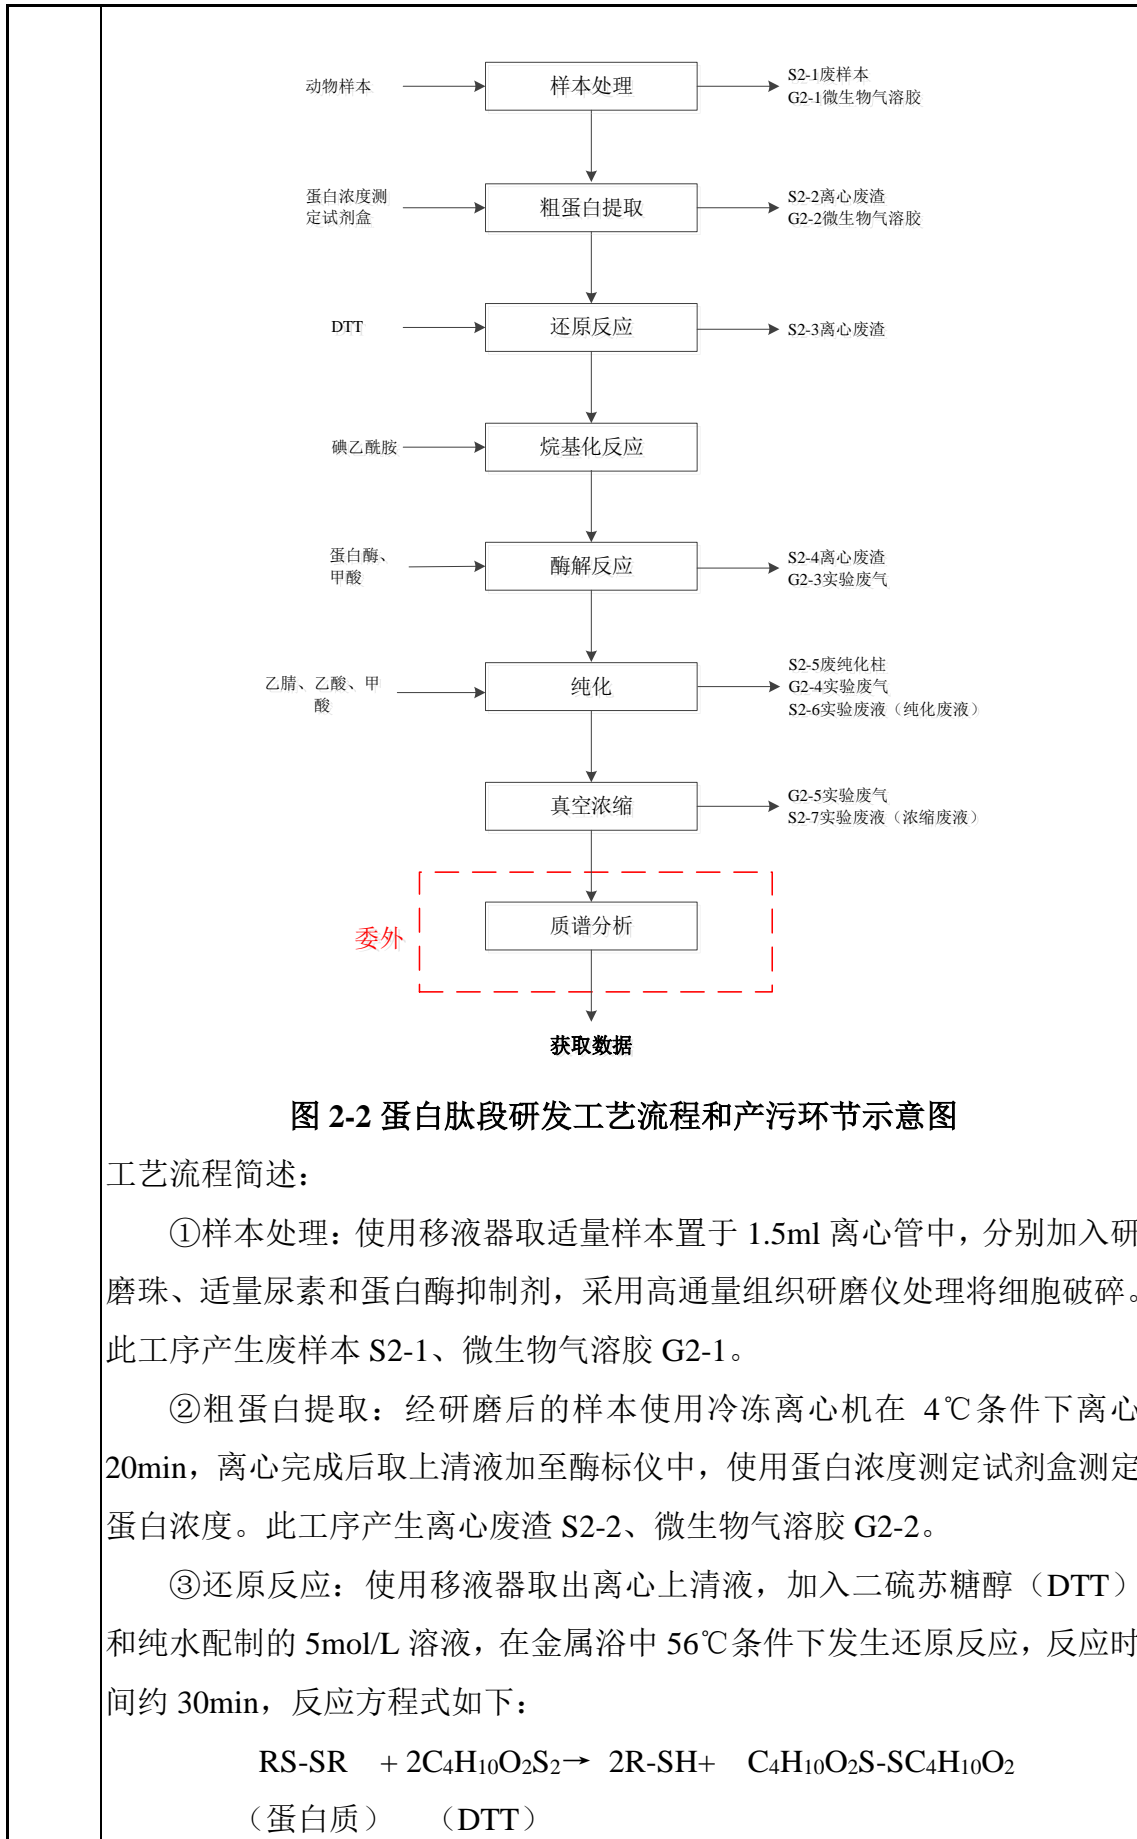 动物样本
样本处理
S2-1废样本
G2-1微生物气溶胶
蛋白浓度测
定试剂盒
粗蛋白提取
S2-2离心废渣
G2-2微生物气溶胶
DTT
还原反应
S2-3离心废渣
碘乙酰胺
烷基化反应
蛋白酶、
甲酸
酶解反应
S2-4离心废渣
G2-3实验废气
乙腈、乙酸、甲
酸
纯化
S2-5废纯化柱
G2-4实验废气
S2-6实验废液（纯化废液）
真空浓缩
G2-5实验废气
S2-7实验废液（浓缩废液）
委外
质谱分析
获取数据
图 2-2 蛋白肽段研发工艺流程和产污环节示意图
工艺流程简述：
①样本处理：使用移液器取适量样本置于 1.5ml 离心管中，分别加入研
磨珠、适量尿素和蛋白酶抑制剂，采用高通量组织研磨仪处理将细胞破碎。
此工序产生废样本 S2-1、微生物气溶胶 G2-1。
②粗蛋白提取：经研磨后的样本使用冷冻离心机在 4℃条件下离心
20min，离心完成后取上清液加至酶标仪中，使用蛋白浓度测定试剂盒测定
蛋白浓度。此工序产生离心废渣 S2-2、微生物气溶胶 G2-2。
③还原反应：使用移液器取出离心上清液，加入二硫苏糖醇（DTT）
和纯水配制的 5mol/L 溶液，在金属浴中 56℃条件下发生还原反应，反应时
间约 30min，反应方程式如下：
RS-SR + 2C₄H₁₀O₂S₂→ 2R-SH+ C₄H₁₀O₂S-SC₄H₁₀O₂
（蛋白质） （DTT）